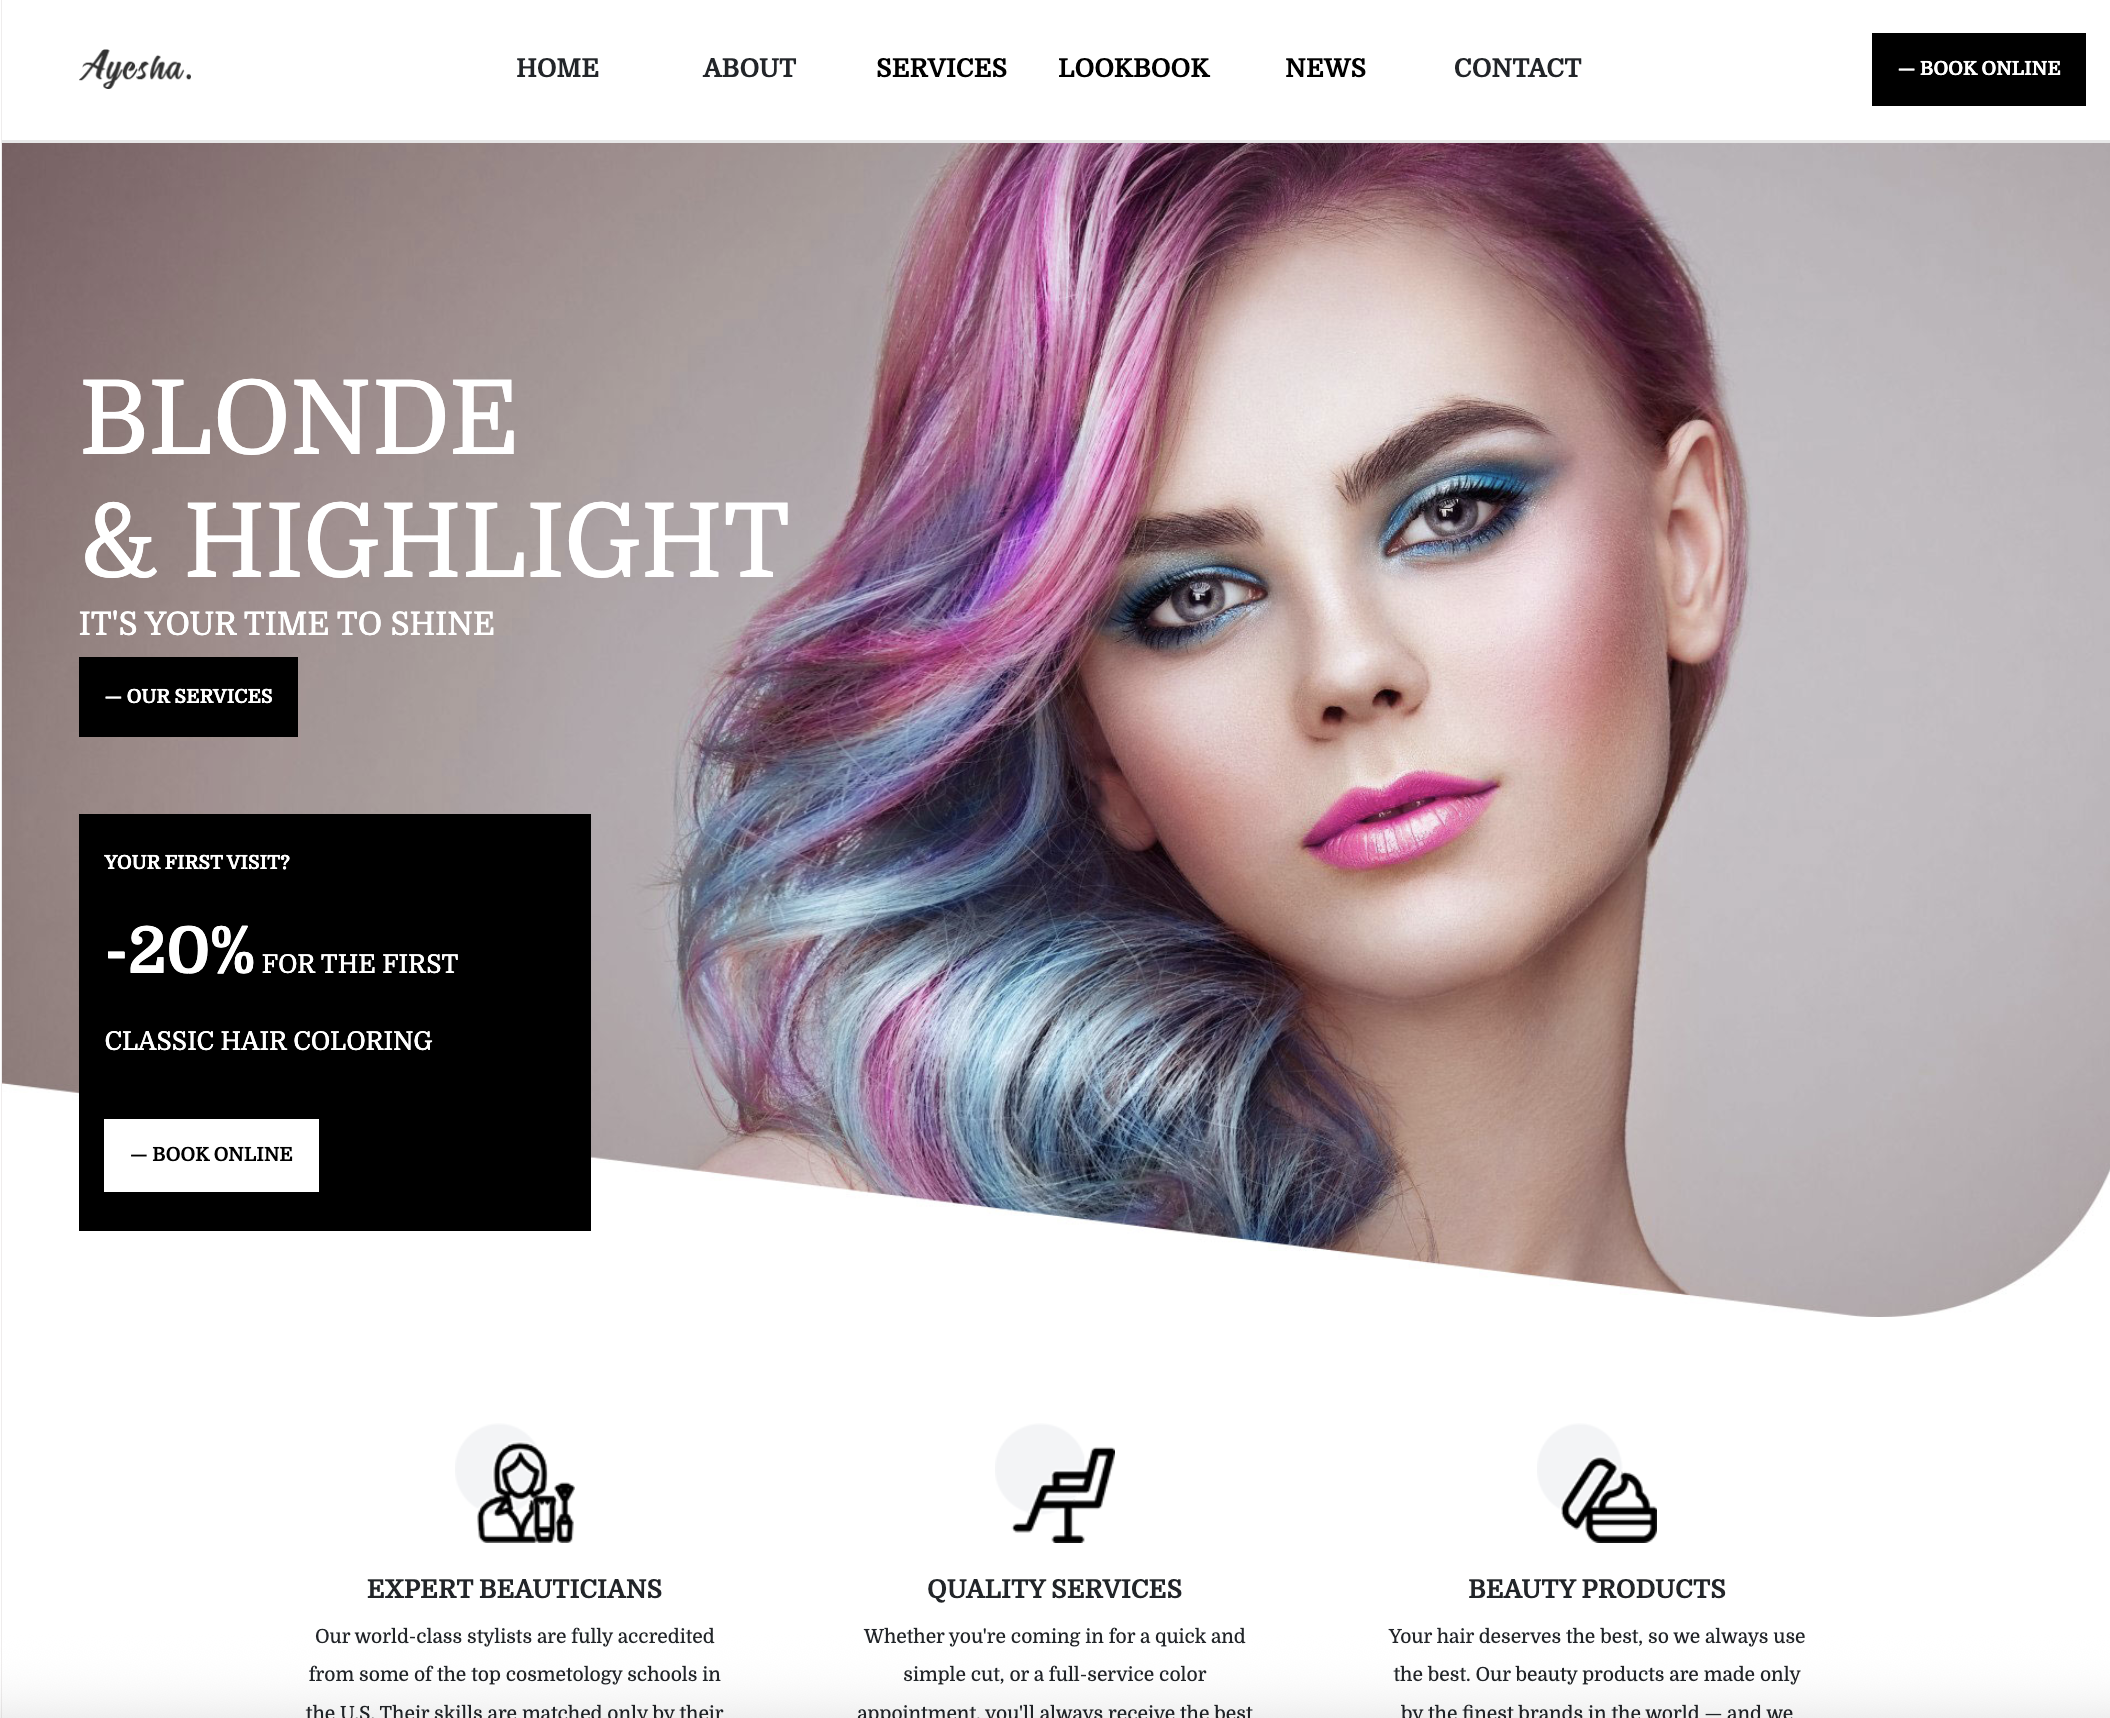 Ayesha.
HOME ABOUT SERVICES LOOKBOOK NEWS CONTACT
— BOOK ONLINE
BLONDE
& HIGHLIGHT
IT'S YOUR TIME TO SHINE
— OUR SERVICES
YOUR FIRST VISIT?
-20% FOR THE FIRST
CLASSIC HAIR COLORING
— BOOK ONLINE
EXPERT BEAUTICIANS
Our world-class stylists are fully accredited
from some of the top cosmetology schools in
the U.S. Their skills are matched only by their
QUALITY SERVICES
Whether you're coming in for a quick and
simple cut, or a full-service color
appointment, you'll always receive the best
BEAUTY PRODUCTS
Your hair deserves the best, so we always use
the best. Our beauty products are made only
by the finest brands in the world — and we